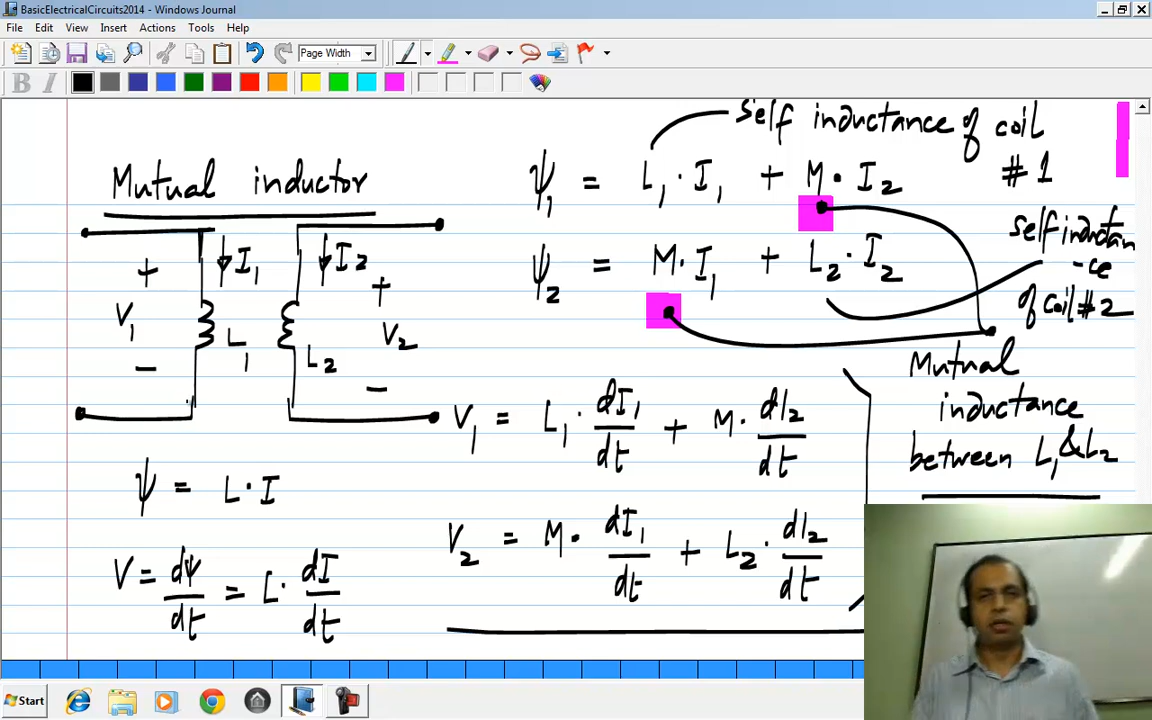 BasicElectricalCircuits2014 - Windows Journal
File Edit View Insert Actions Tools Help
Page Width
B I
Self inductance of coil #1
Mutual inductor
ψ₁ = L₁·I₁ + M·I₂
Self inductan-ce of coil #2
ψ₂ = M·I₁ + L₂·I₂
+ V₁ − I₁ L₁ I₂ L₂ + V₂ −
Mutual
inductance
between L₁&L₂
V₁ = L₁·dI₁/dt + M·dI₂/dt
ψ = L·I
V₂ = M·dI₁/dt + L₂·dI₂/dt
V = dψ/dt = L·dI/dt
Start